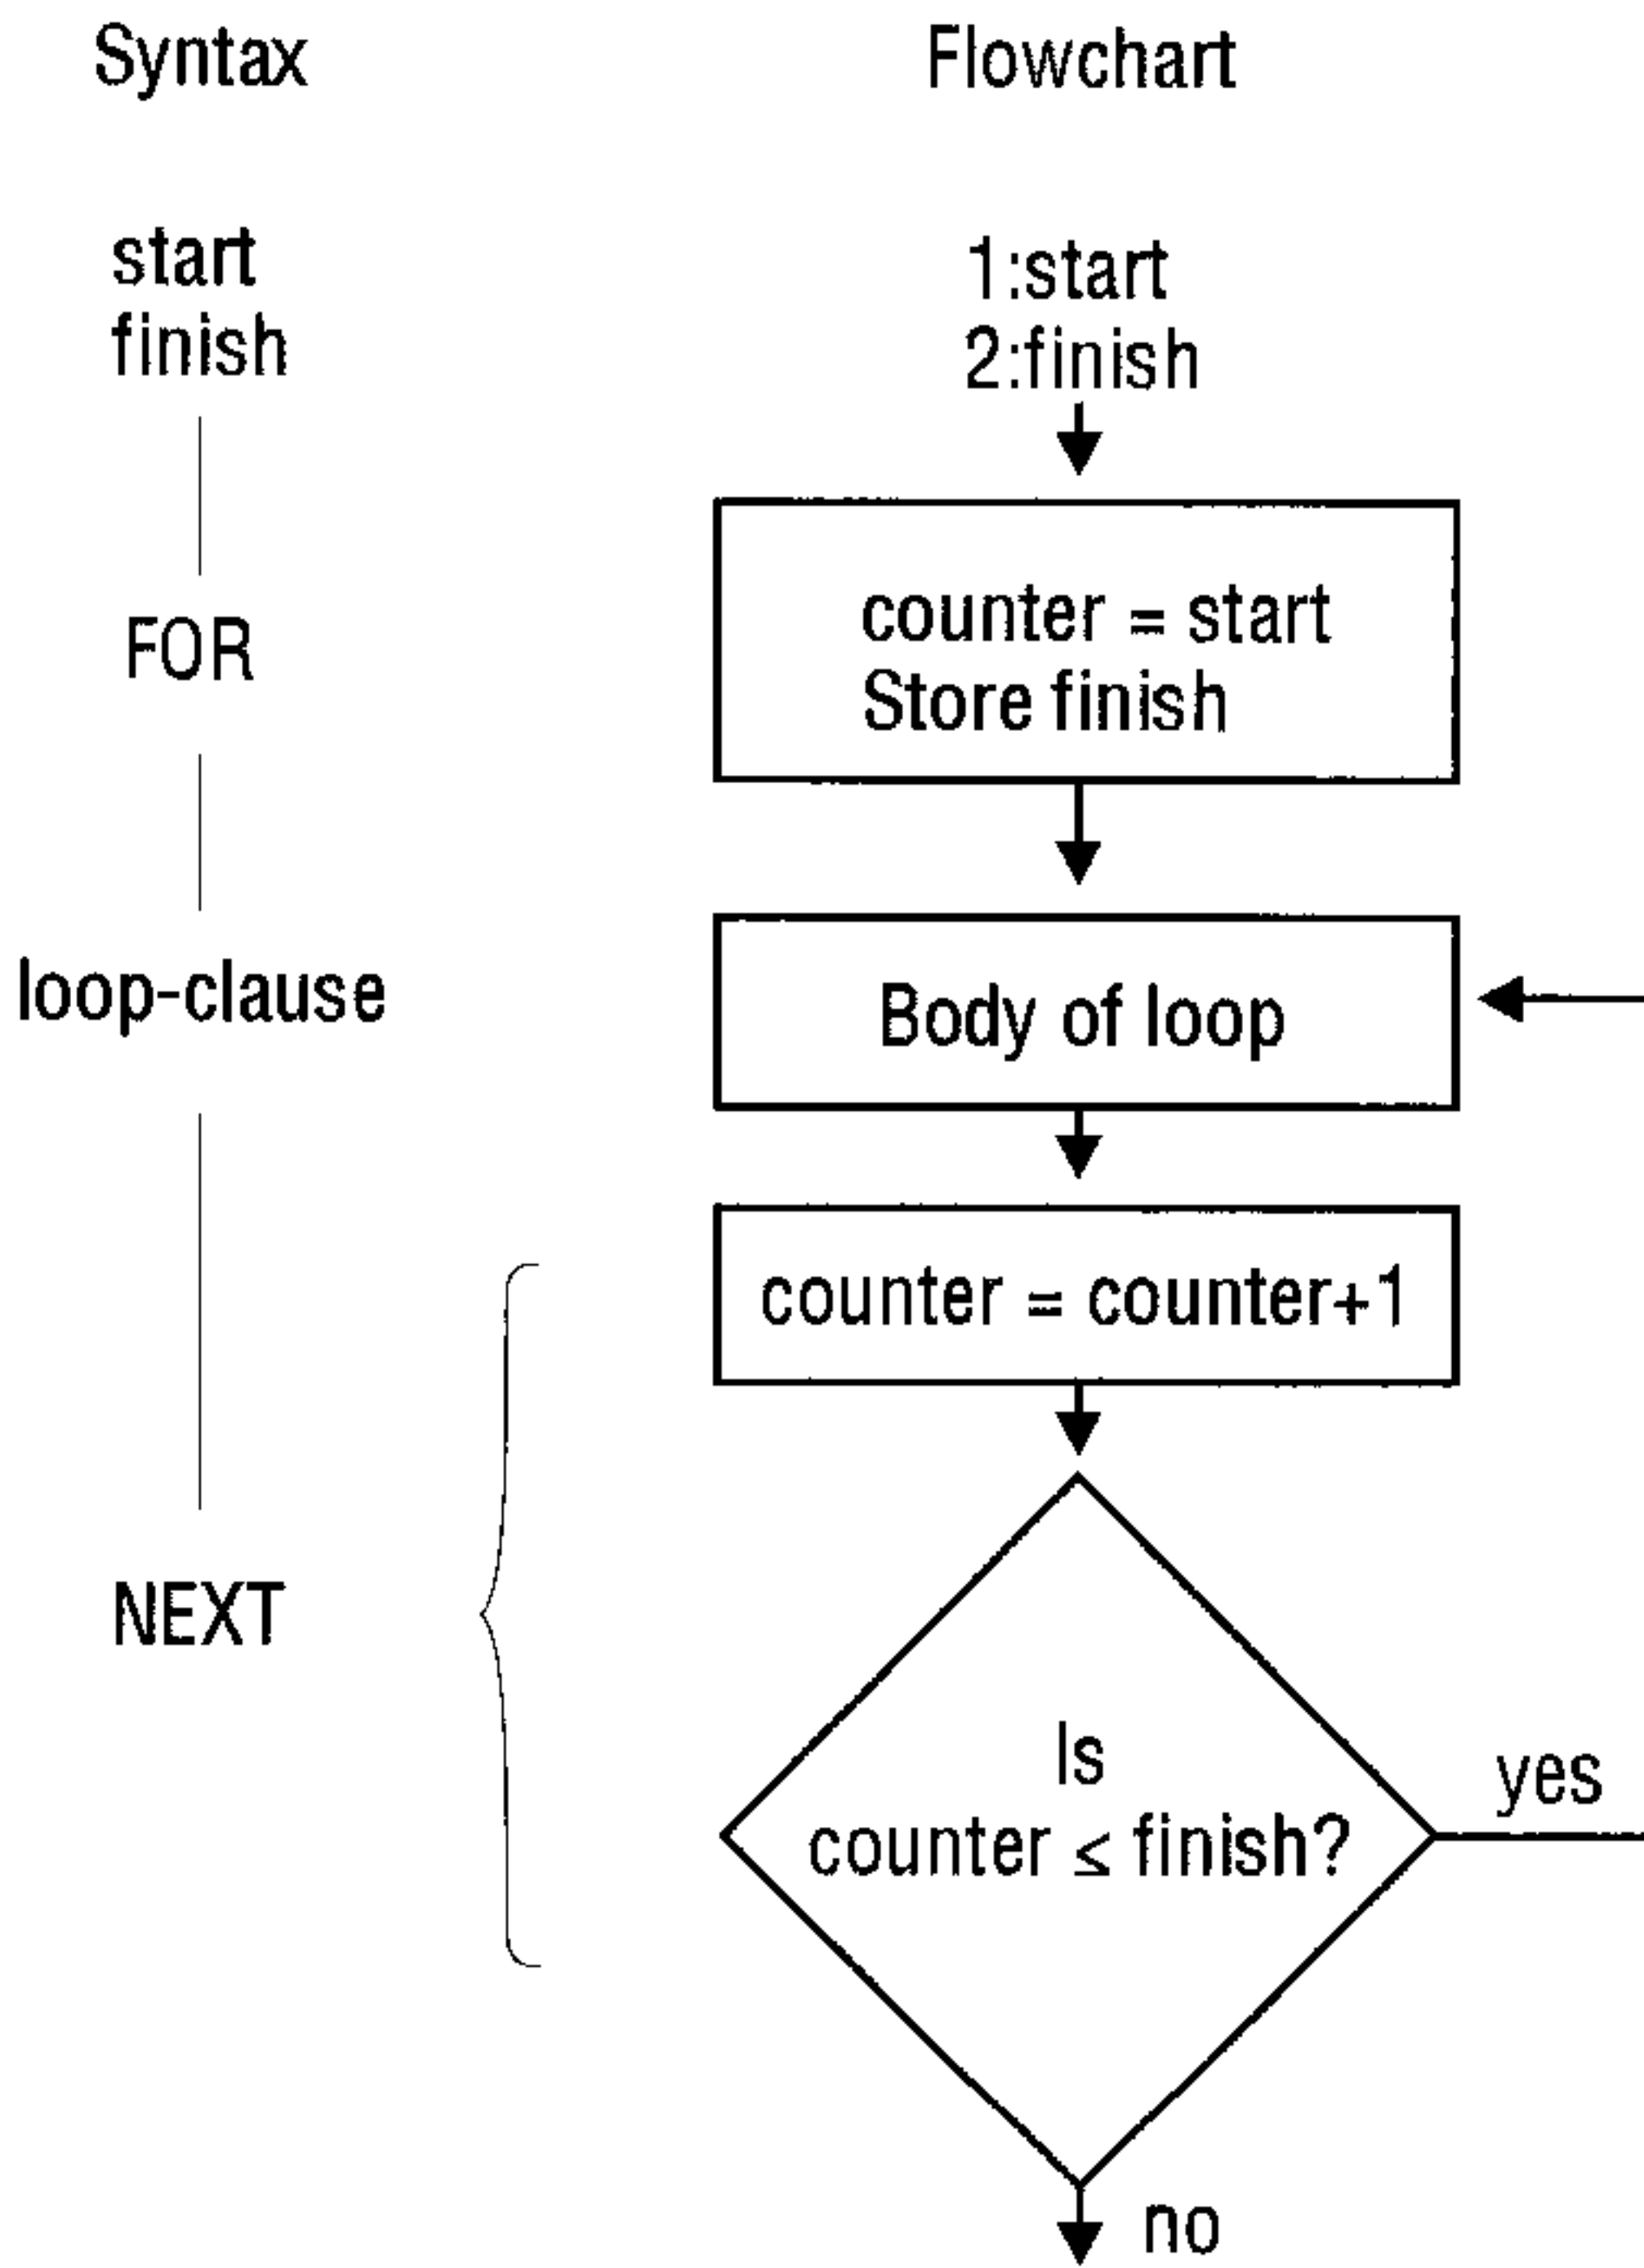 Syntax
Flowchart
start
finish
1:start
2:finish
FOR
counter = start
Store finish
loop-clause
Body of loop
counter = counter+1
NEXT
Is
counter ≤ finish?
yes
no